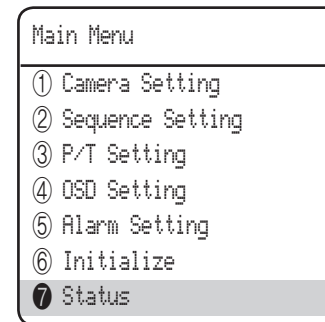 Main Menu
① Camera Setting
② Sequence Setting
③ P/T Setting
④ OSD Setting
⑤ Alarm Setting
⑥ Initialize
❼ Status